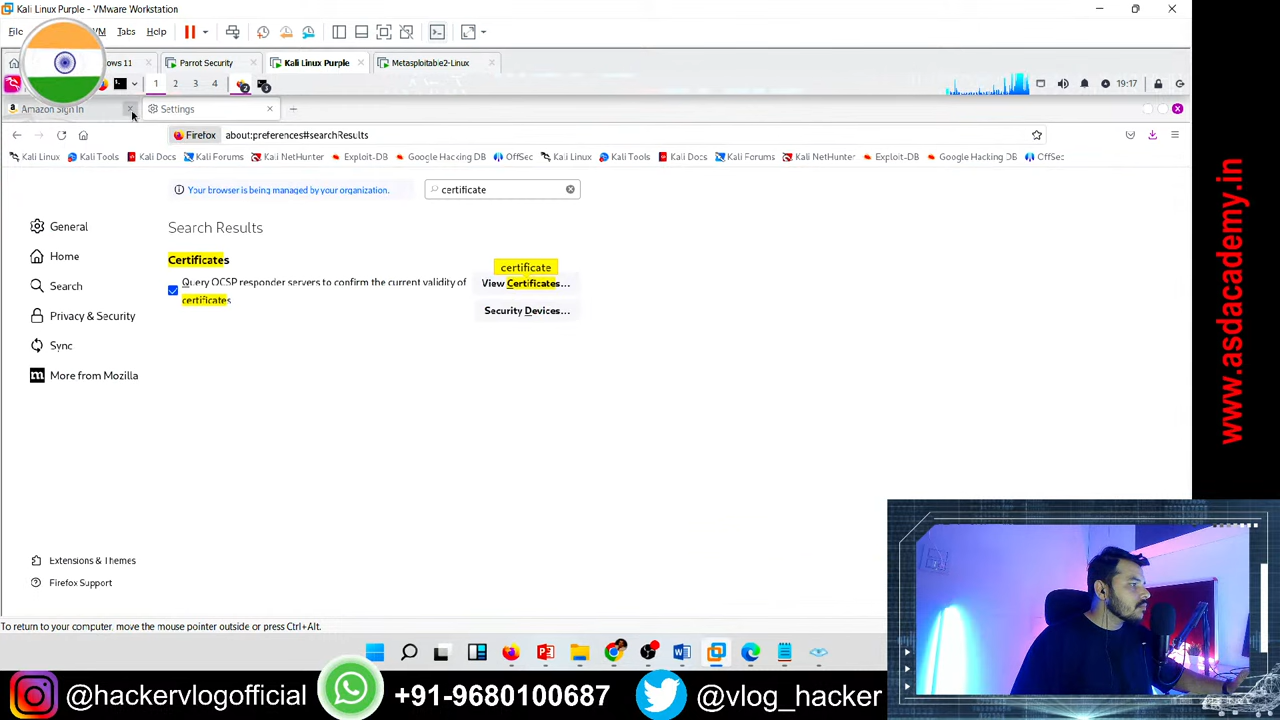 Kali Linux Purple - VMware Workstation
File VM Tabs Help
ows 11 Parrot Security Kali Linux Purple Metasploitable2-Linux
1 2 3 4 19:17
Amazon Sign In Settings
Firefox about:preferences#searchResults
Kali Linux Kali Tools Kali Docs Kali Forums Kali NetHunter Exploit-DB Google Hacking DB OffSec Kali Linux Kali Tools Kali Docs Kali Forums Kali NetHunter Exploit-DB Google Hacking DB OffSec
Your browser is being managed by your organization. certificate
General
Home
Search
Privacy & Security
Sync
More from Mozilla
Search Results
Certificates
Query OCSP responder servers to confirm the current validity of
certificates
certificate
View Certificates...
Security Devices...
Extensions & Themes
Firefox Support
To return to your computer, move the mouse pointer outside or press Ctrl+Alt.
@hackervlogofficial +91-9680100687 @vlog_hacker
www.asdacademy.in